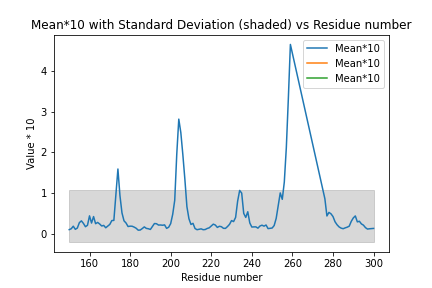 Mean*10 with Standard Deviation (shaded) vs Residue number
Mean*10
Mean*10
Mean*10
Value * 10
4
3
2
1
0
160
180
200
220
240
260
280
300
Residue number